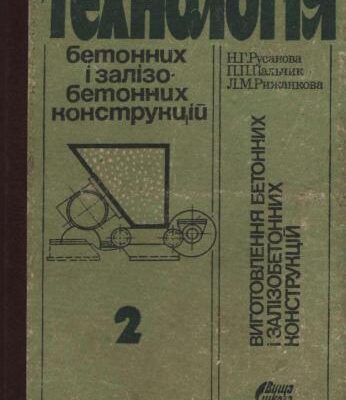 технологія
бетонних
і залізо-
бетонних
конструкцій
Н.Г.Русанова
П.П.Пальчик
Л.М.Рижанкова
ВИГОТОВЛЕННЯ БЕТОННИХ
І ЗАЛІЗОБЕТОННИХ
КОНСТРУКЦІЙ
2
Вища
школа